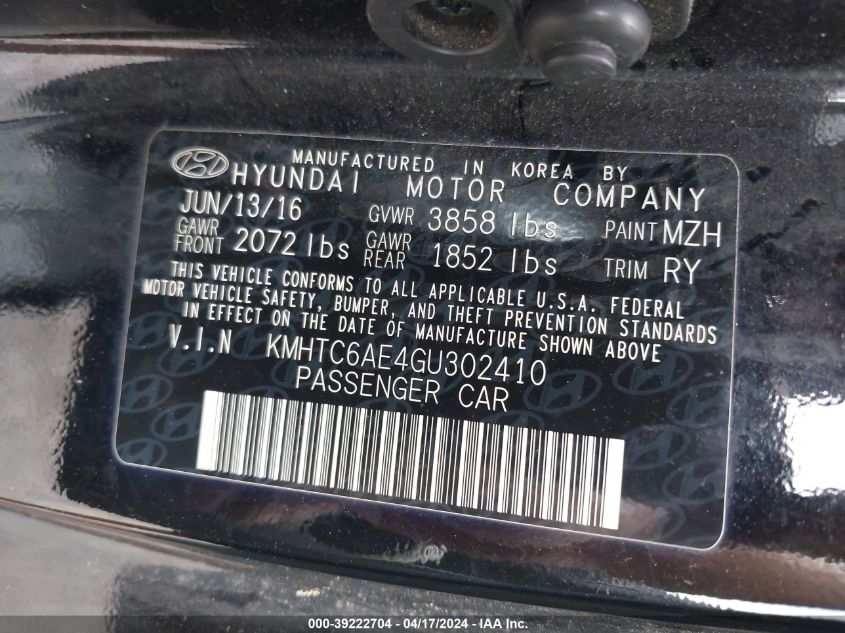 MANUFACTURED IN KOREA BY
HYUNDAI MOTOR COMPANY
JUN/13/16 GVWR 3858 lbs PAINT MZH
GAWR FRONT 2072 lbs GAWR REAR 1852 lbs TRIM RY
THIS VEHICLE CONFORMS TO ALL APPLICABLE U.S.A. FEDERAL
MOTOR VEHICLE SAFETY, BUMPER, AND THEFT PREVENTION STANDARDS
IN EFFECT ON THE DATE OF MANUFACTURE SHOWN ABOVE
V.I.N KMHTC6AE4GU302410
PASSENGER CAR
000-39222704 - 04/17/2024 - IAA Inc.